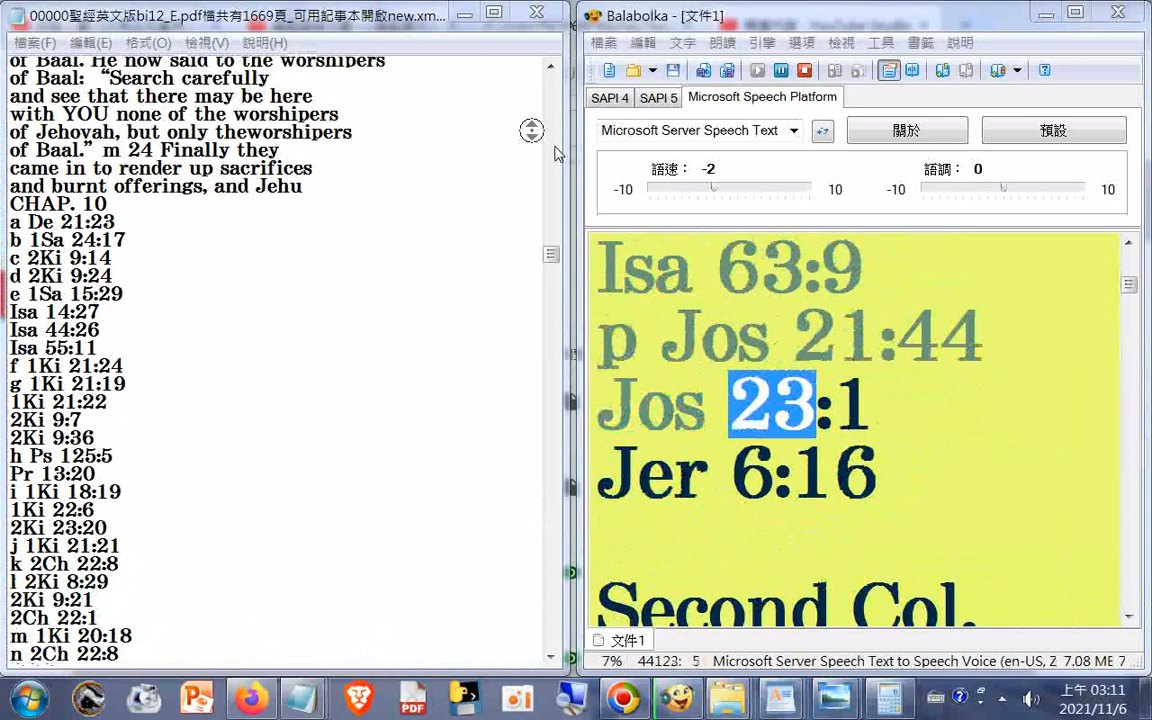 00000聖經英文版bi12_E.pdf檔共有1669頁_可用記事本開啟new.xm...
檔案(F) 編輯(E) 格式(O) 檢視(V) 說明(H)
of Baal. He now said to the worshipers
of Baal: “Search carefully
and see that there may be here
with YOU none of the worshipers
of Jehovah, but only theworshipers
of Baal.” m 24 Finally they
came in to render up sacrifices
and burnt offerings, and Jehu
CHAP. 10
a De 21:23
b 1Sa 24:17
c 2Ki 9:14
d 2Ki 9:24
e 1Sa 15:29
Isa 14:27
Isa 44:26
Isa 55:11
f 1Ki 21:24
g 1Ki 21:19
1Ki 21:22
2Ki 9:7
2Ki 9:36
h Ps 125:5
Pr 13:20
i 1Ki 18:19
1Ki 22:6
2Ki 23:20
j 1Ki 21:21
k 2Ch 22:8
l 2Ki 8:29
2Ki 9:21
2Ch 22:1
m 1Ki 20:18
n 2Ch 22:8
Balabolka - [文件1]
檔案 編輯 文字 朗讀 引擎 選項 檢視 工具 書籤 說明
SAPI 4 SAPI 5 Microsoft Speech Platform
Microsoft Server Speech Text 關於 預設
語速: -2 語調: 0
-10 10 -10 10
Isa 63:9
p Jos 21:44
Jos 23:1
Jer 6:16
Second Col.
文件1
7% 44123: 5 Microsoft Server Speech Text to Speech Voice (en-US, Z 7.08 ME 7
PDF
上午 03:11
2021/11/6